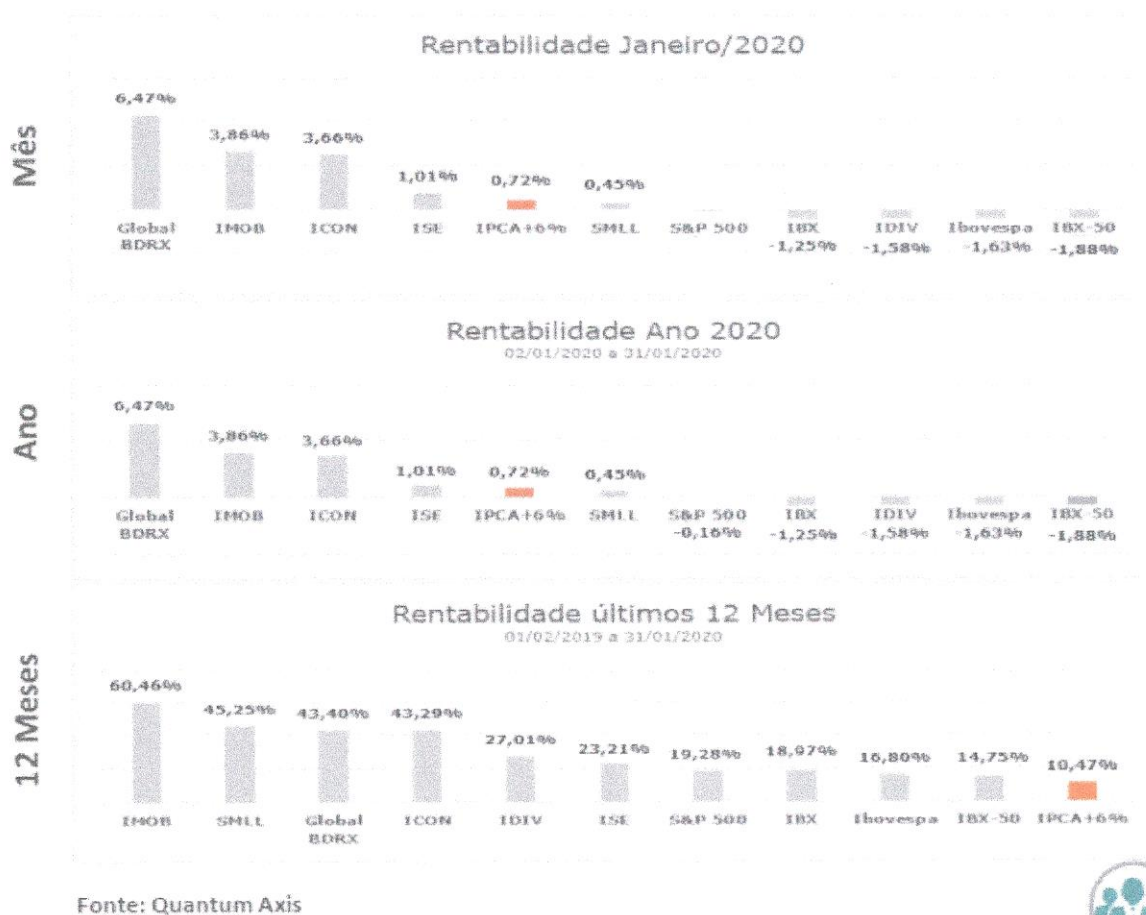 Mês
Rentabilidade Janeiro/2020
6,47% 3,86% 3,66% 1,01% 0,72% 0,45%
Global BDRX IMOB ICON ISE IPCA+6% SMLL S&P 500 IBX IDIV Ibovespa IBX-50
-1,25% -1,58% -1,63% -1,88%
Ano
Rentabilidade Ano 2020
02/01/2020 a 31/01/2020
6,47% 3,86% 3,66% 1,01% 0,72% 0,45%
Global BDRX IMOB ICON ISE IPCA+6% SMLL S&P 500 IBX IDIV Ibovespa IBX-50
-0,16% -1,25% -1,58% -1,63% -1,88%
12 Meses
Rentabilidade últimos 12 Meses
01/02/2019 a 31/01/2020
60,46% 45,25% 43,40% 43,29% 27,01% 23,21% 19,28% 18,97% 16,80% 14,75% 10,47%
IMOB SMLL Global BDRX ICON IDIV ISE S&P 500 IBX Ibovespa IBX-50 IPCA+6%
Fonte: Quantum Axis